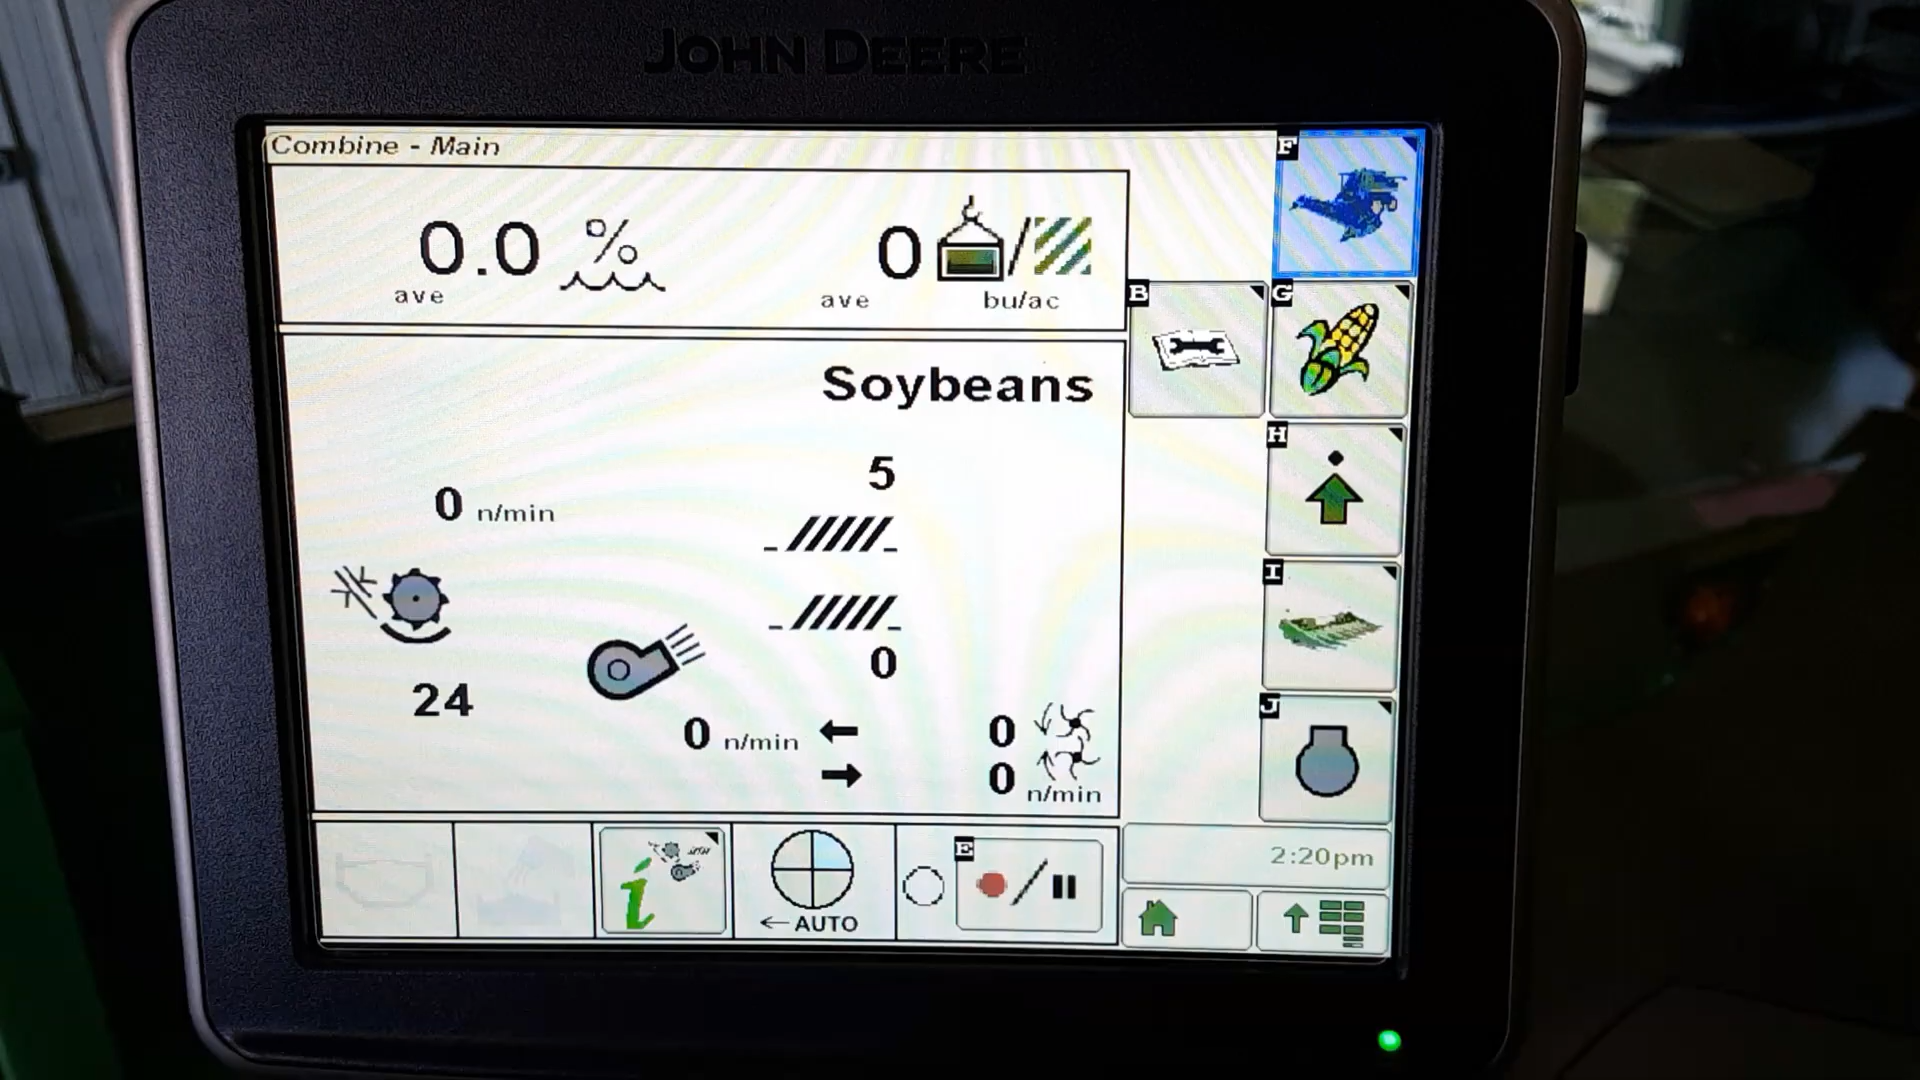 JOHN DEERE
Combine - Main
F
0.0 %
ave
0 /
ave bu/ac
B
G
Soybeans
H
5
0 n/min
I
0
24
J
0 n/min
0
0
n/min
← AUTO
E
/
2:20pm